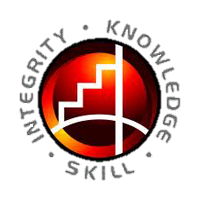 INTEGRITY • KNOWLEDGE • SKILL •